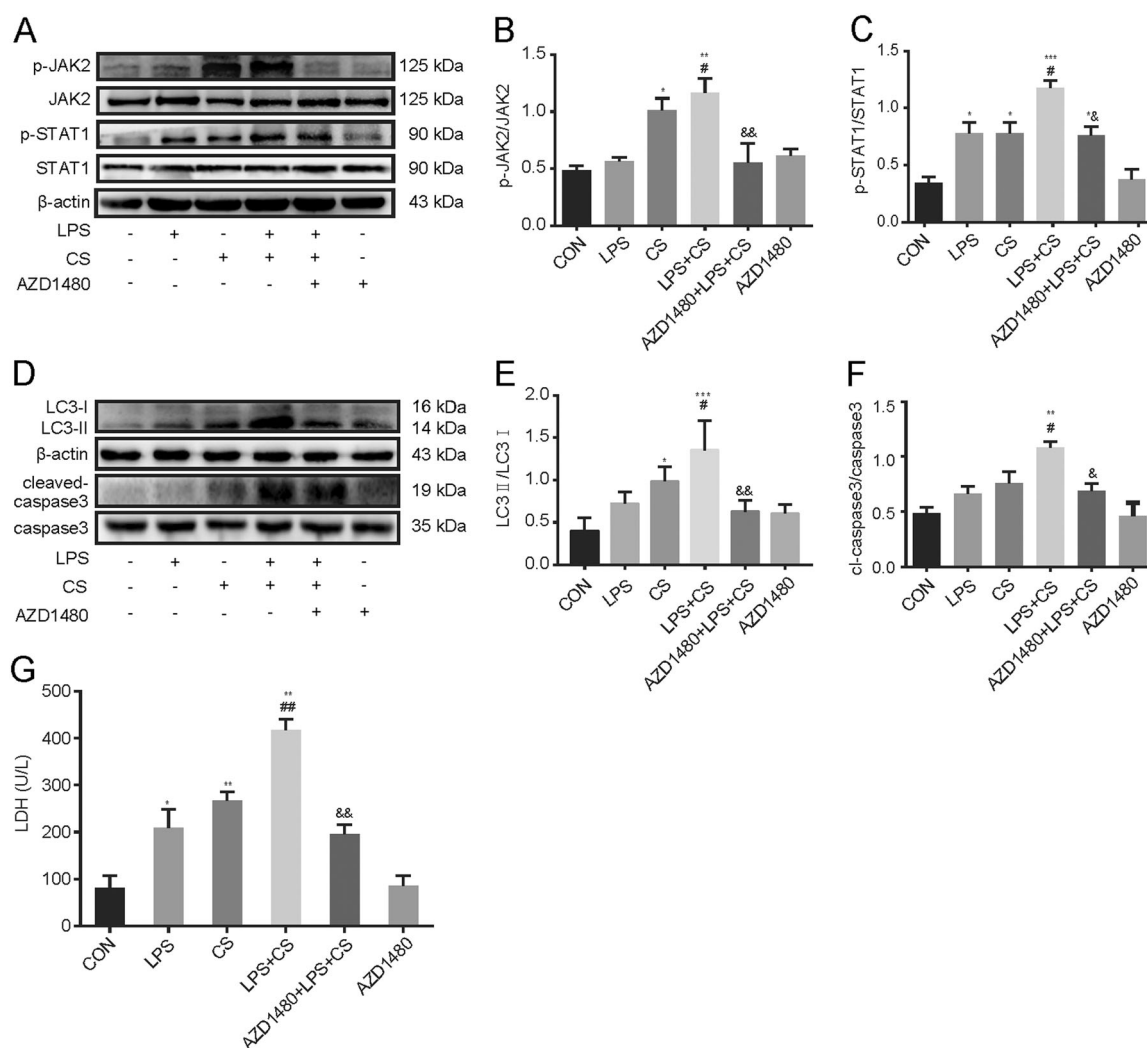 A
p-JAK2 125 kDa
JAK2 125 kDa
p-STAT1 90 kDa
STAT1 90 kDa
β-actin 43 kDa
LPS - + - + + -
CS - - + + + -
AZD1480 - - - - + +
B
p-JAK2/JAK2
1.5
1.0
0.5
0.0
*
**
#
&&
CON LPS CS LPS+CS AZD1480+LPS+CS AZD1480
C
p-STAT1/STAT1
1.5
1.0
0.5
0.0
*
*
***
#
*&
CON LPS CS LPS+CS AZD1480+LPS+CS AZD1480
D
LC3-I 16 kDa
LC3-II 14 kDa
β-actin 43 kDa
cleaved-
caspase3 19 kDa
caspase3 35 kDa
LPS - + - + + -
CS - - + + + -
AZD1480 - - - - + +
E
LC3Ⅱ/LC3Ⅰ
2.0
1.5
1.0
0.5
0.0
*
***
#
&&
CON LPS CS LPS+CS AZD1480+LPS+CS AZD1480
F
cl-caspase3/caspase3
1.5
1.0
0.5
0.0
**
#
&
CON LPS CS LPS+CS AZD1480+LPS+CS AZD1480
G
LDH (U/L)
500
400
300
200
100
0
*
**
**
##
&&
CON LPS CS LPS+CS AZD1480+LPS+CS AZD1480